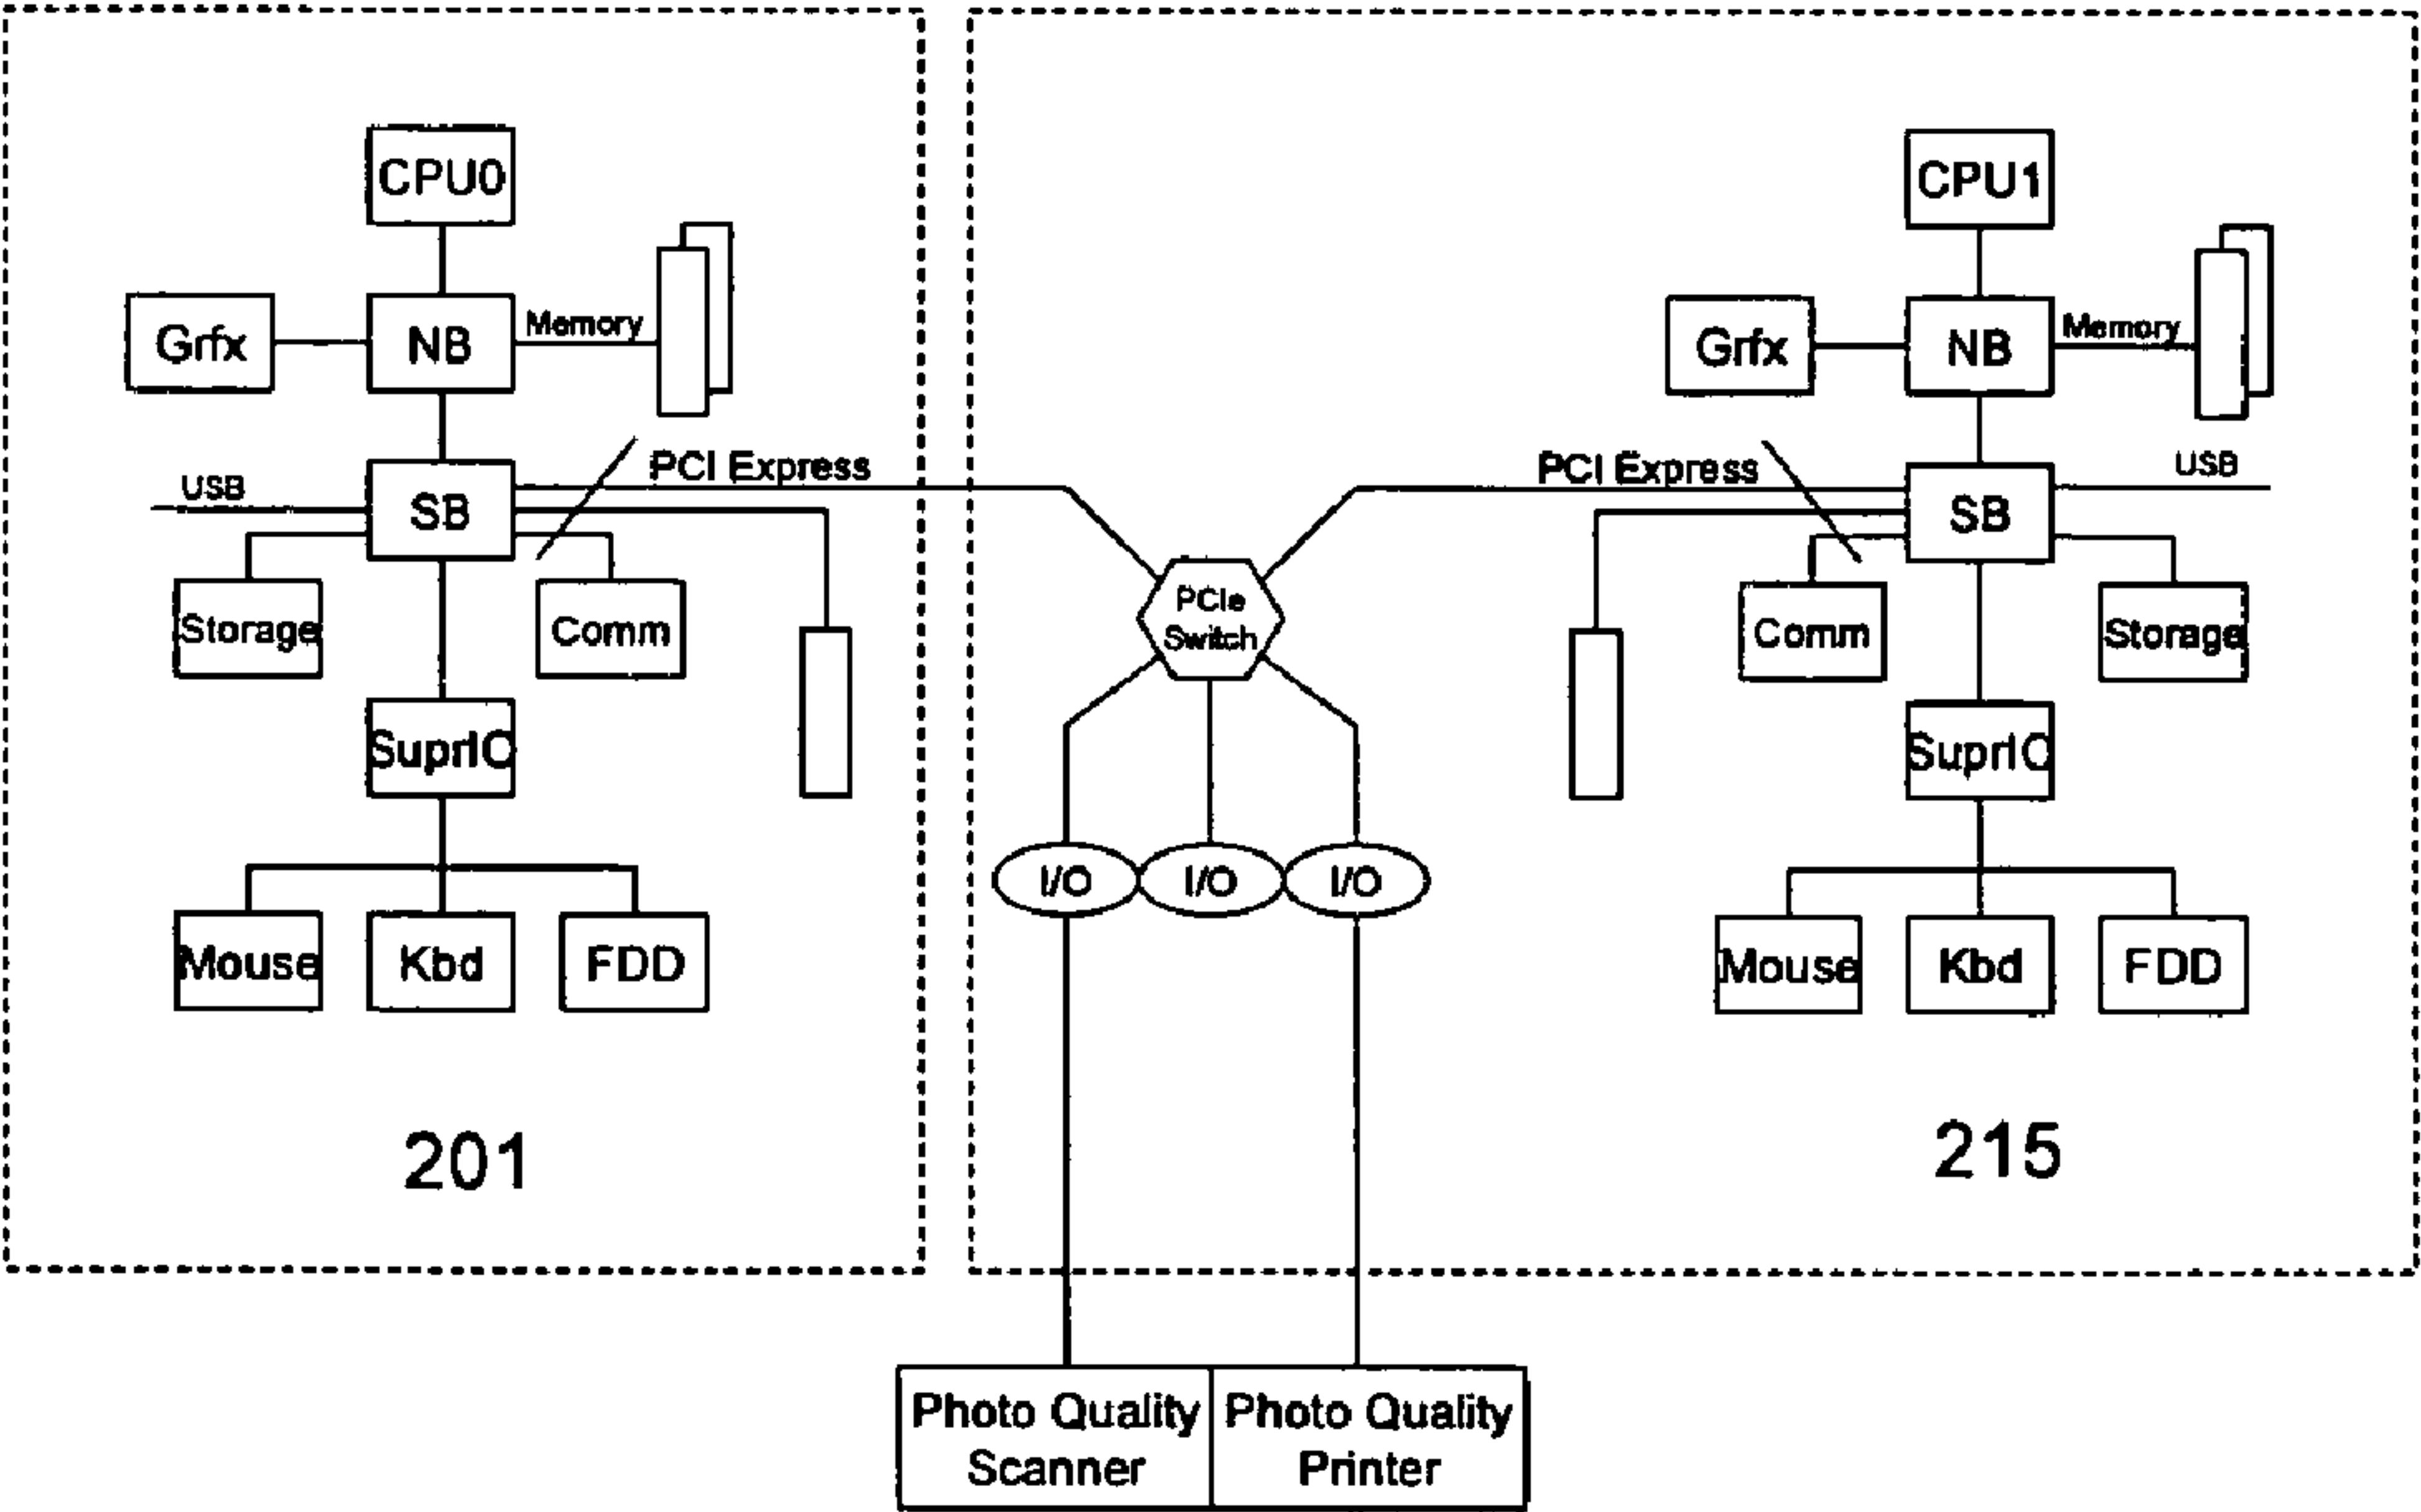 CPU0
CPU1
Grfx
NB
Memory
Grfx
NB
Memory
PCI Express
PCI Express
USB
USB
SB
SB
PCIe
Switch
Storage
Comm
Comm
Storage
SuprIO
SuprIO
I/O
I/O
I/O
Mouse
Kbd
FDD
Mouse
Kbd
FDD
201
215
Photo Quality
Scanner
Photo Quality
Printer